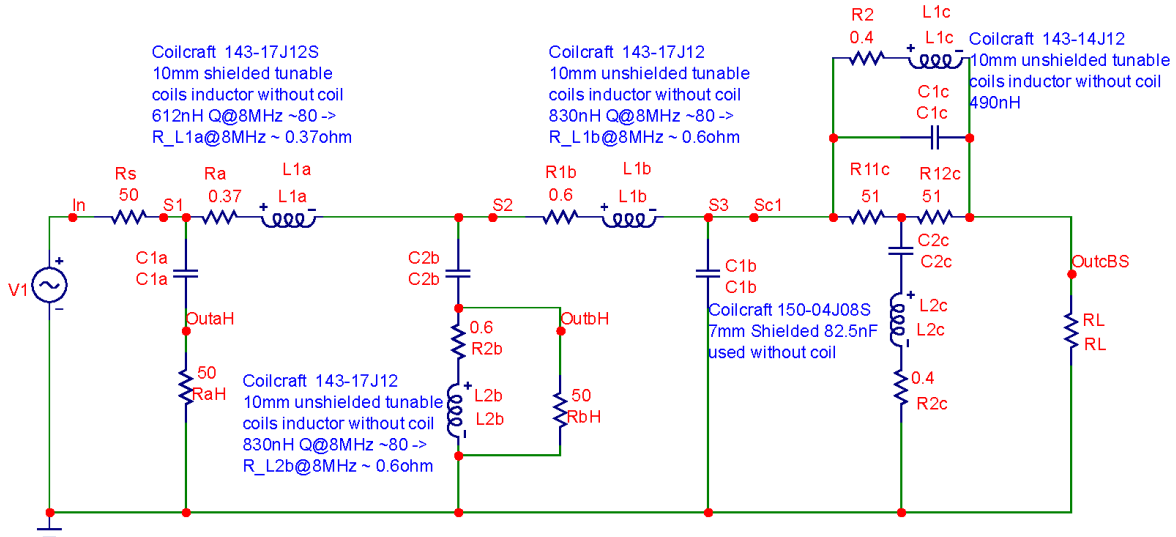 R2
0.4
L1c
L1c
+
−
Coilcraft 143-14J12
10mm unshielded tunable
coils inductor without coil
490nH
C1c
C1c
Coilcraft 143-17J12S
10mm shielded tunable
coils inductor without coil
612nH Q@8MHz ~80 ->
R_L1a@8MHz ~ 0.37ohm
Coilcraft 143-17J12
10mm unshielded tunable
coils inductor without coil
830nH Q@8MHz ~80 ->
R_L1b@8MHz ~ 0.6ohm
In
Rs
50
S1
Ra
0.37
L1a
+
−
L1a
S2
R1b
0.6
L1b
+
−
L1b
S3
Sc1
R11c
51
R12c
51
V1
+
−
C1a
C1a
C2b
C2b
C1b
C1b
C2c
C2c
OutcBS
OutaH
OutbH
Coilcraft 150-04J08S
7mm Shielded 82.5nF
used without coil
+
L2c
L2c
−
RL
RL
50
RaH
0.6
R2b
+
L2b
L2b
−
50
RbH
0.4
R2c
Coilcraft 143-17J12
10mm unshielded tunable
coils inductor without coil
830nH Q@8MHz ~80 ->
R_L2b@8MHz ~ 0.6ohm